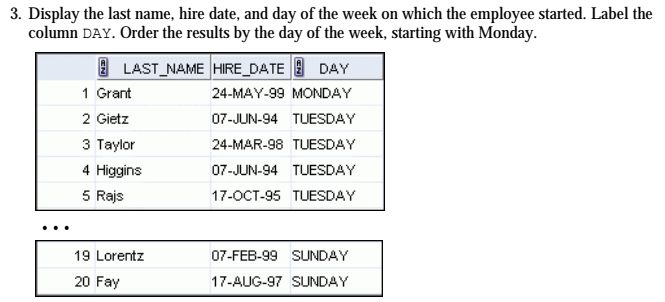 3. Display the last name, hire date, and day of the week on which the employee started. Label the
column DAY. Order the results by the day of the week, starting with Monday.
LAST_NAME HIRE_DATE DAY
1 Grant 24-MAY-99 MONDAY
2 Gietz 07-JUN-94 TUESDAY
3 Taylor 24-MAR-98 TUESDAY
4 Higgins 07-JUN-94 TUESDAY
5 Rajs 17-OCT-95 TUESDAY
...
19 Lorentz 07-FEB-99 SUNDAY
20 Fay 17-AUG-97 SUNDAY